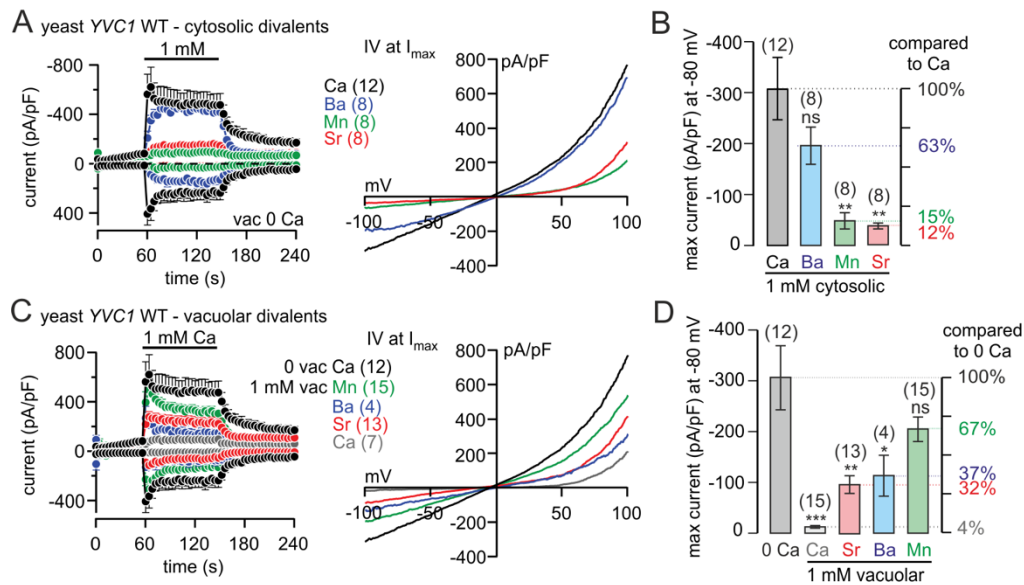 A yeast YVC1 WT - cytosolic divalents
1 mM
-800
-400
0
400
current (pA/pF)
vac 0 Ca
0 60 120 180 240
time (s)
Ca (12)
Ba (8)
Mn (8)
Sr (8)
IV at Imax
pA/pF
800
600
400
200
mV
-100 -50 50 100
-200
-400
B
max current (pA/pF) at -80 mV
-400
-300
-200
-100
0
(12)
(8)
ns
(8)
**
(8)
**
compared
to Ca
100%
63%
15%
12%
Ca Ba Mn Sr
1 mM cytosolic
C yeast YVC1 WT - vacuolar divalents
1 mM Ca
800
400
0
-400
current (pA/pF)
0 60 120 180 240
time (s)
0 vac Ca (12)
1 mM vac Mn (15)
Ba (4)
Sr (13)
Ca (7)
IV at Imax
pA/pF
800
600
400
200
mV
-100 -50 50 100
-200
-400
D
max current (pA/pF) at -80 mV
-400
-300
-200
-100
0
(12)
(15)
***
(13)
**
(4)
*
(15)
ns
compared
to 0 Ca
100%
67%
37%
32%
4%
0 Ca Ca Sr Ba Mn
1 mM vacuolar